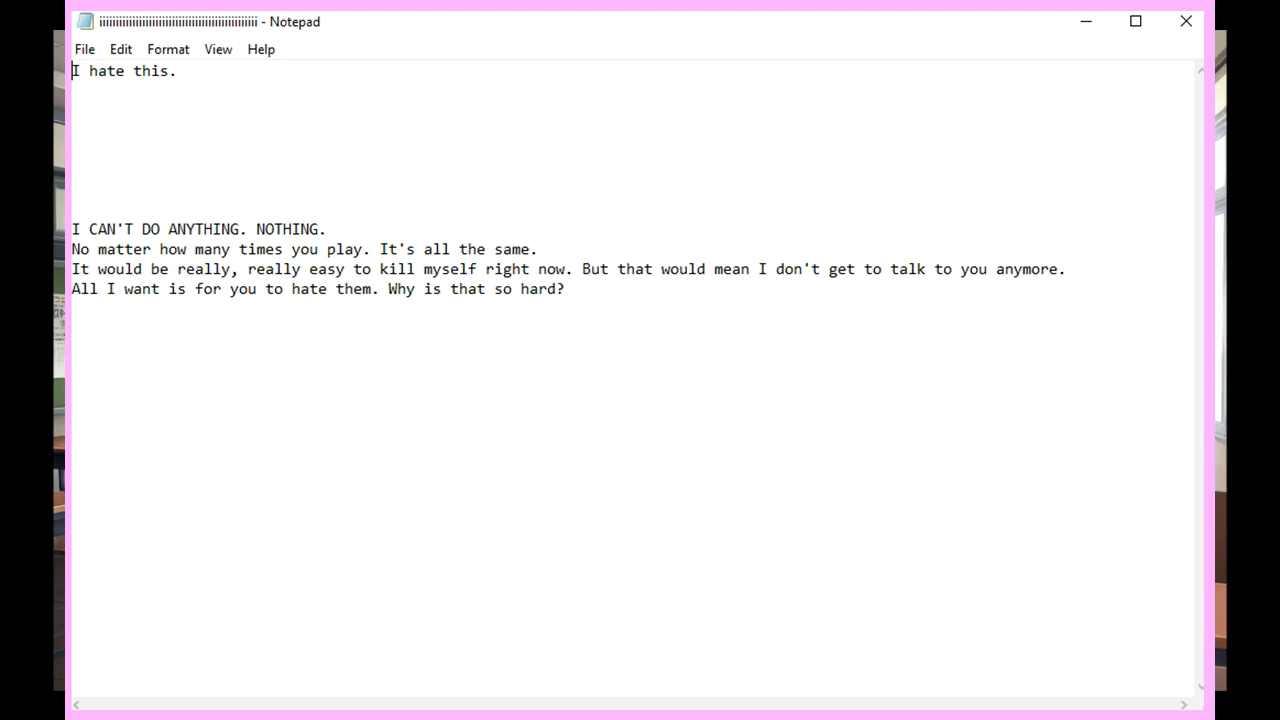 iiiiiiiiiiiiiiiiiiiiiiiiiiiiiiiiiiiiiiiiiiiiiii - Notepad
File Edit Format View Help
I hate this.
I CAN'T DO ANYTHING. NOTHING.
No matter how many times you play. It's all the same.
It would be really, really easy to kill myself right now. But that would mean I don't get to talk to you anymore.
All I want is for you to hate them. Why is that so hard?